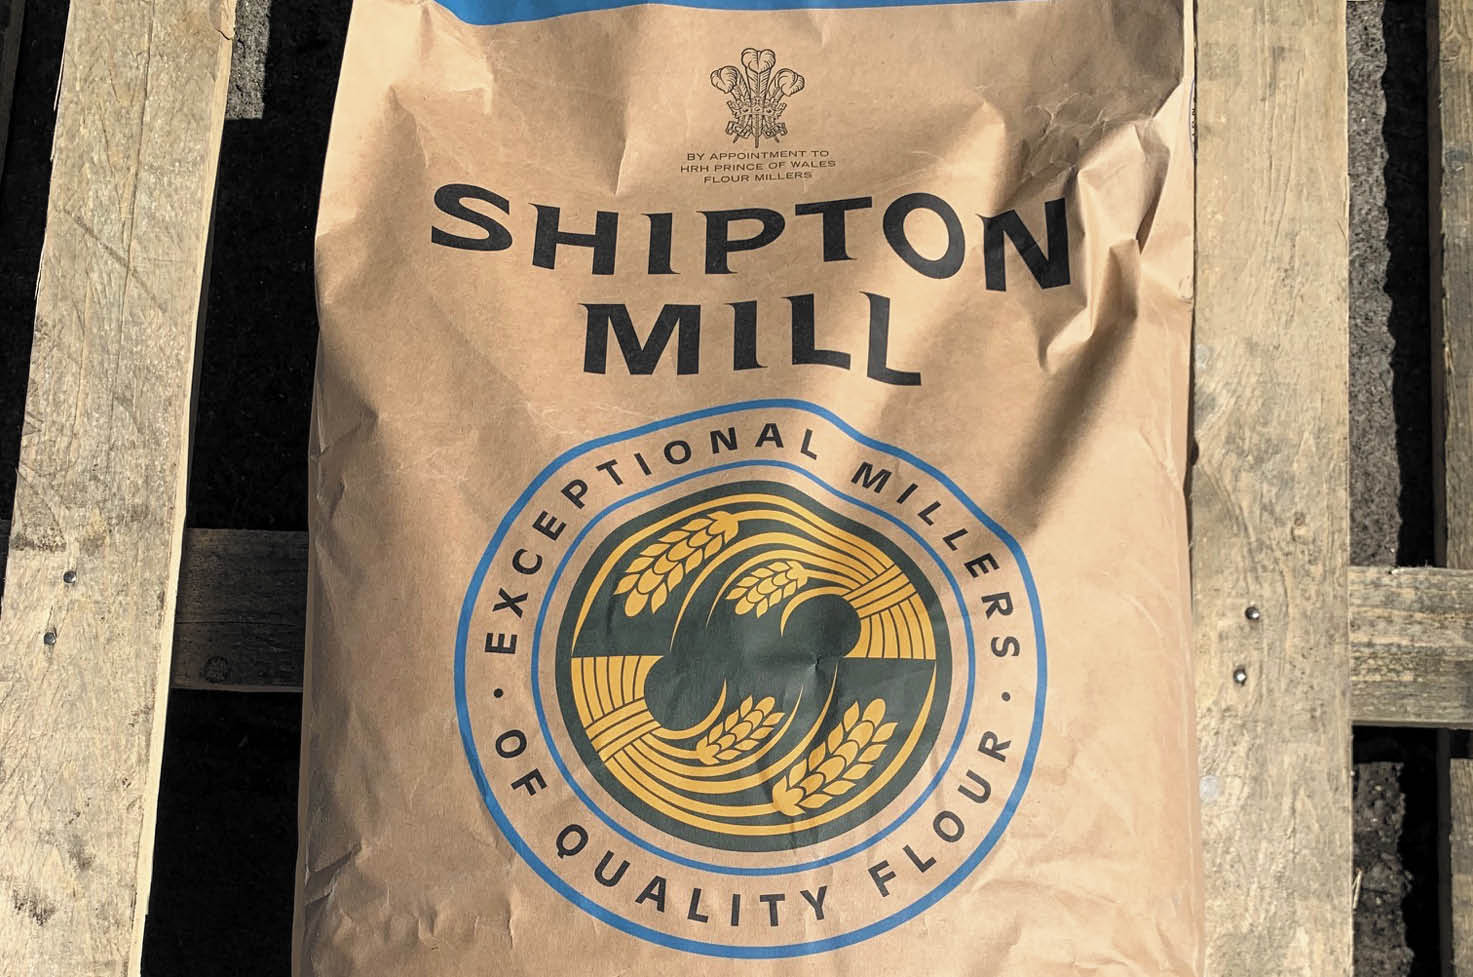 BY APPOINTMENT TO
HRH PRINCE OF WALES
FLOUR MILLERS
SHIPTON
MILL
EXCEPTIONAL MILLERS
· OF QUALITY FLOUR ·